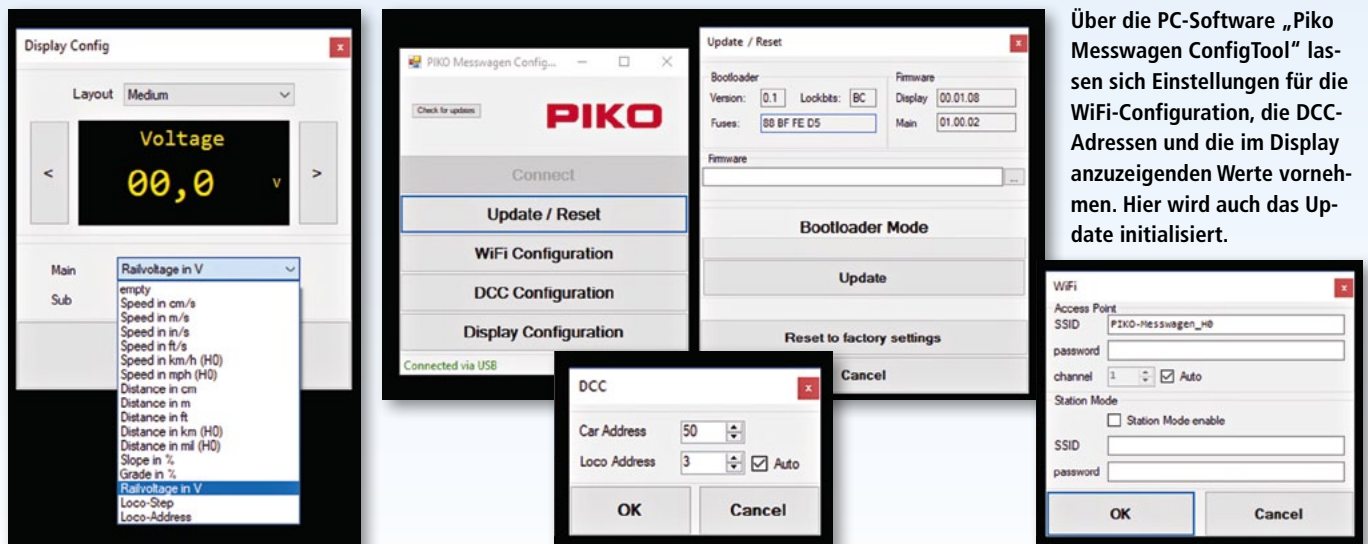 Display Config
x
Layout Medium
<
Voltage
00,0 V
>
Main Railvoltage in V
Sub
empty
Speed in cm/s
Speed in m/s
Speed in in/s
Speed in ft/s
Speed in km/h (H0)
Speed in mph (H0)
Distance in cm
Distance in m
Distance in ft
Distance in km (H0)
Distance in mil (H0)
Slope in %
Grade in %
Railvoltage in V
Loco-Step
Loco-Address
PIKO Messwagen Config...
Check for updates
PIKO
Connect
Update / Reset
WiFi Configuration
DCC Configuration
Display Configuration
Connected via USB
Update / Reset
x
Bootloader
Version: 0.1 Lockbits: BC
Fuses: 88 BF FE D5
Firmware
Display 00.01.08
Main 01.00.02
Firmware
...
Bootloader Mode
Update
Reset to factory settings
Cancel
DCC
x
Car Address 50
Loco Address 3 Auto
OK Cancel
Über die PC-Software „Piko
Messwagen ConfigTool“ las-
sen sich Einstellungen für die
WiFi-Configuration, die DCC-
Adressen und die im Display
anzuzeigenden Werte vorneh-
men. Hier wird auch das Up-
date initialisiert.
WiFi
x
Access Point
SSID PIKO-Messwagen_H0
password
channel 1 Auto
Station Mode
Station Mode enable
SSID
password
OK Cancel